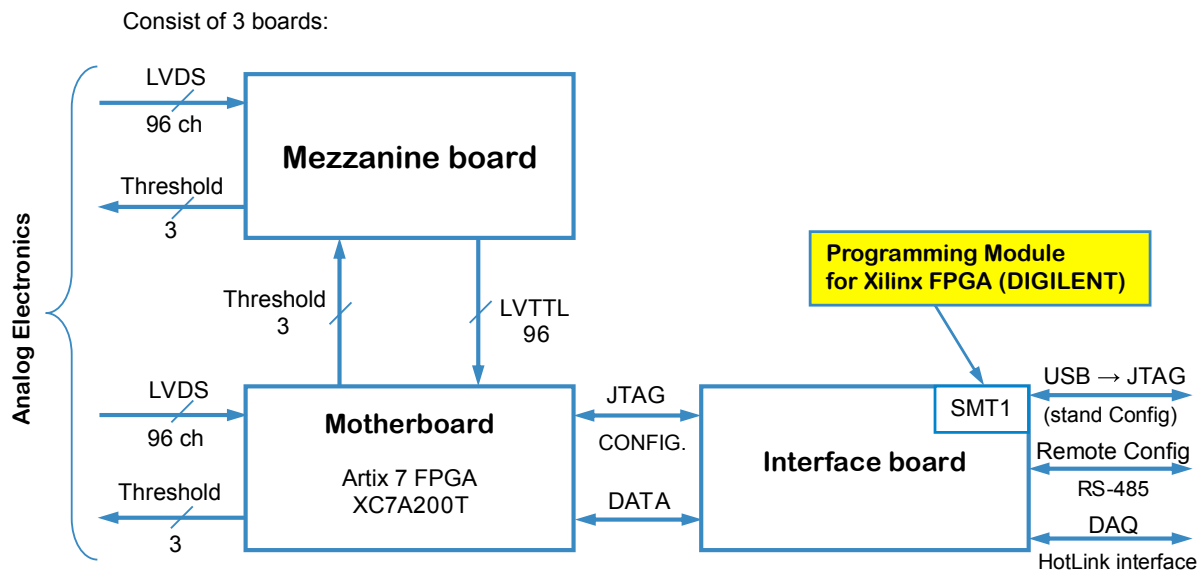 Consist of 3 boards:
Analog Electronics
LVDS
96 ch
Threshold
3
Mezzanine board
Threshold
3
LVTTL
96
Programming Module
for Xilinx FPGA (DIGILENT)
LVDS
96 ch
Threshold
3
Motherboard
Artix 7 FPGA
XC7A200T
JTAG
CONFIG.
DATA
SMT1
Interface board
USB → JTAG
(stand Config)
Remote Config
RS-485
DAQ
HotLink interface